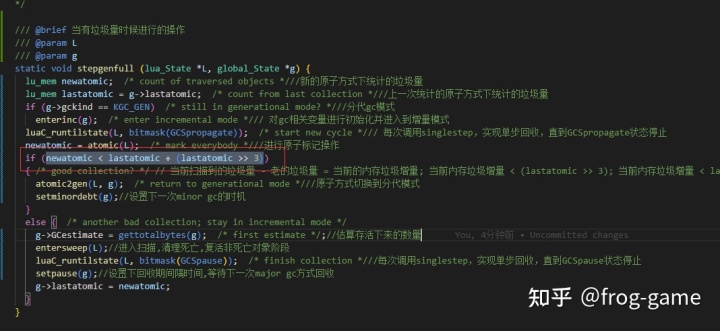 */
/// @brief 当有垃圾量时候进行的操作
/// @param L
/// @param g
static void stepgenfull (lua_State *L, global_State *g) {
lu_mem newatomic;  /* count of traversed objects *///新的原子方式下统计的垃圾量
lu_mem lastatomic = g->lastatomic;  /* count from last collection *///上一次统计的原子方式下统计的垃圾量
if (g->gckind == KGC_GEN)  /* still in generational mode? *///分代gc模式
enterinc(g);  /* enter incremental mode *// 对gc相关变量进行初始化并进入到增量模式
luaC_runtilstate(L, bitmask(GCSpropagate));  /* start new cycle *// 每次调用singlestep，实现单步回收，直到GCSpropagate状态停止
newatomic = atomic(L);  /* mark everybody *///进行原子标记操作
if (newatomic < lastatomic + (lastatomic >> 3))
{ /* good collection? */ // 当前扫描到的垃圾量 - 老的垃圾量 = 当前的内存垃圾增量; 当前内存垃圾增量 < (lastatomic >> 3); 当前内存垃圾增量 < la
atomic2gen(L, g);  /* return to generational mode *///原子方式切换到分代模式
setminordebt(g);//设置下一次minor gc的时机
}
else {  /* another bad collection; stay in incremental mode */
g->GCestimate = gettotalbytes(g);  /* first estimate */;//估算存活下来的数量 You, 4分钟前 • Uncommitted changes
entersweep(L);//进入扫描,清理死亡,复活非死亡对象阶段
luaC_runtilstate(L, bitmask(GCSpause));  /* finish collection *///每次调用singlestep，实现单步回收，直到GCSpause状态停止
setpause(g);//设置下回收期间隔时间,等待下一次major gc方式回收
g->lastatomic = newatomic;
}
}
知乎 @frog-game